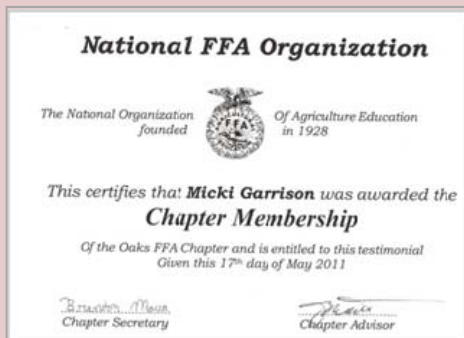 National FFA Organization
The National Organization Of Agriculture Education
founded in 1928
FFA
This certifies that Micki Garrison was awarded the
Chapter Membership
Of the Oaks FFA Chapter and is entitled to this testimonial
Given this 17th day of May 2011
Chapter Secretary Chapter Advisor